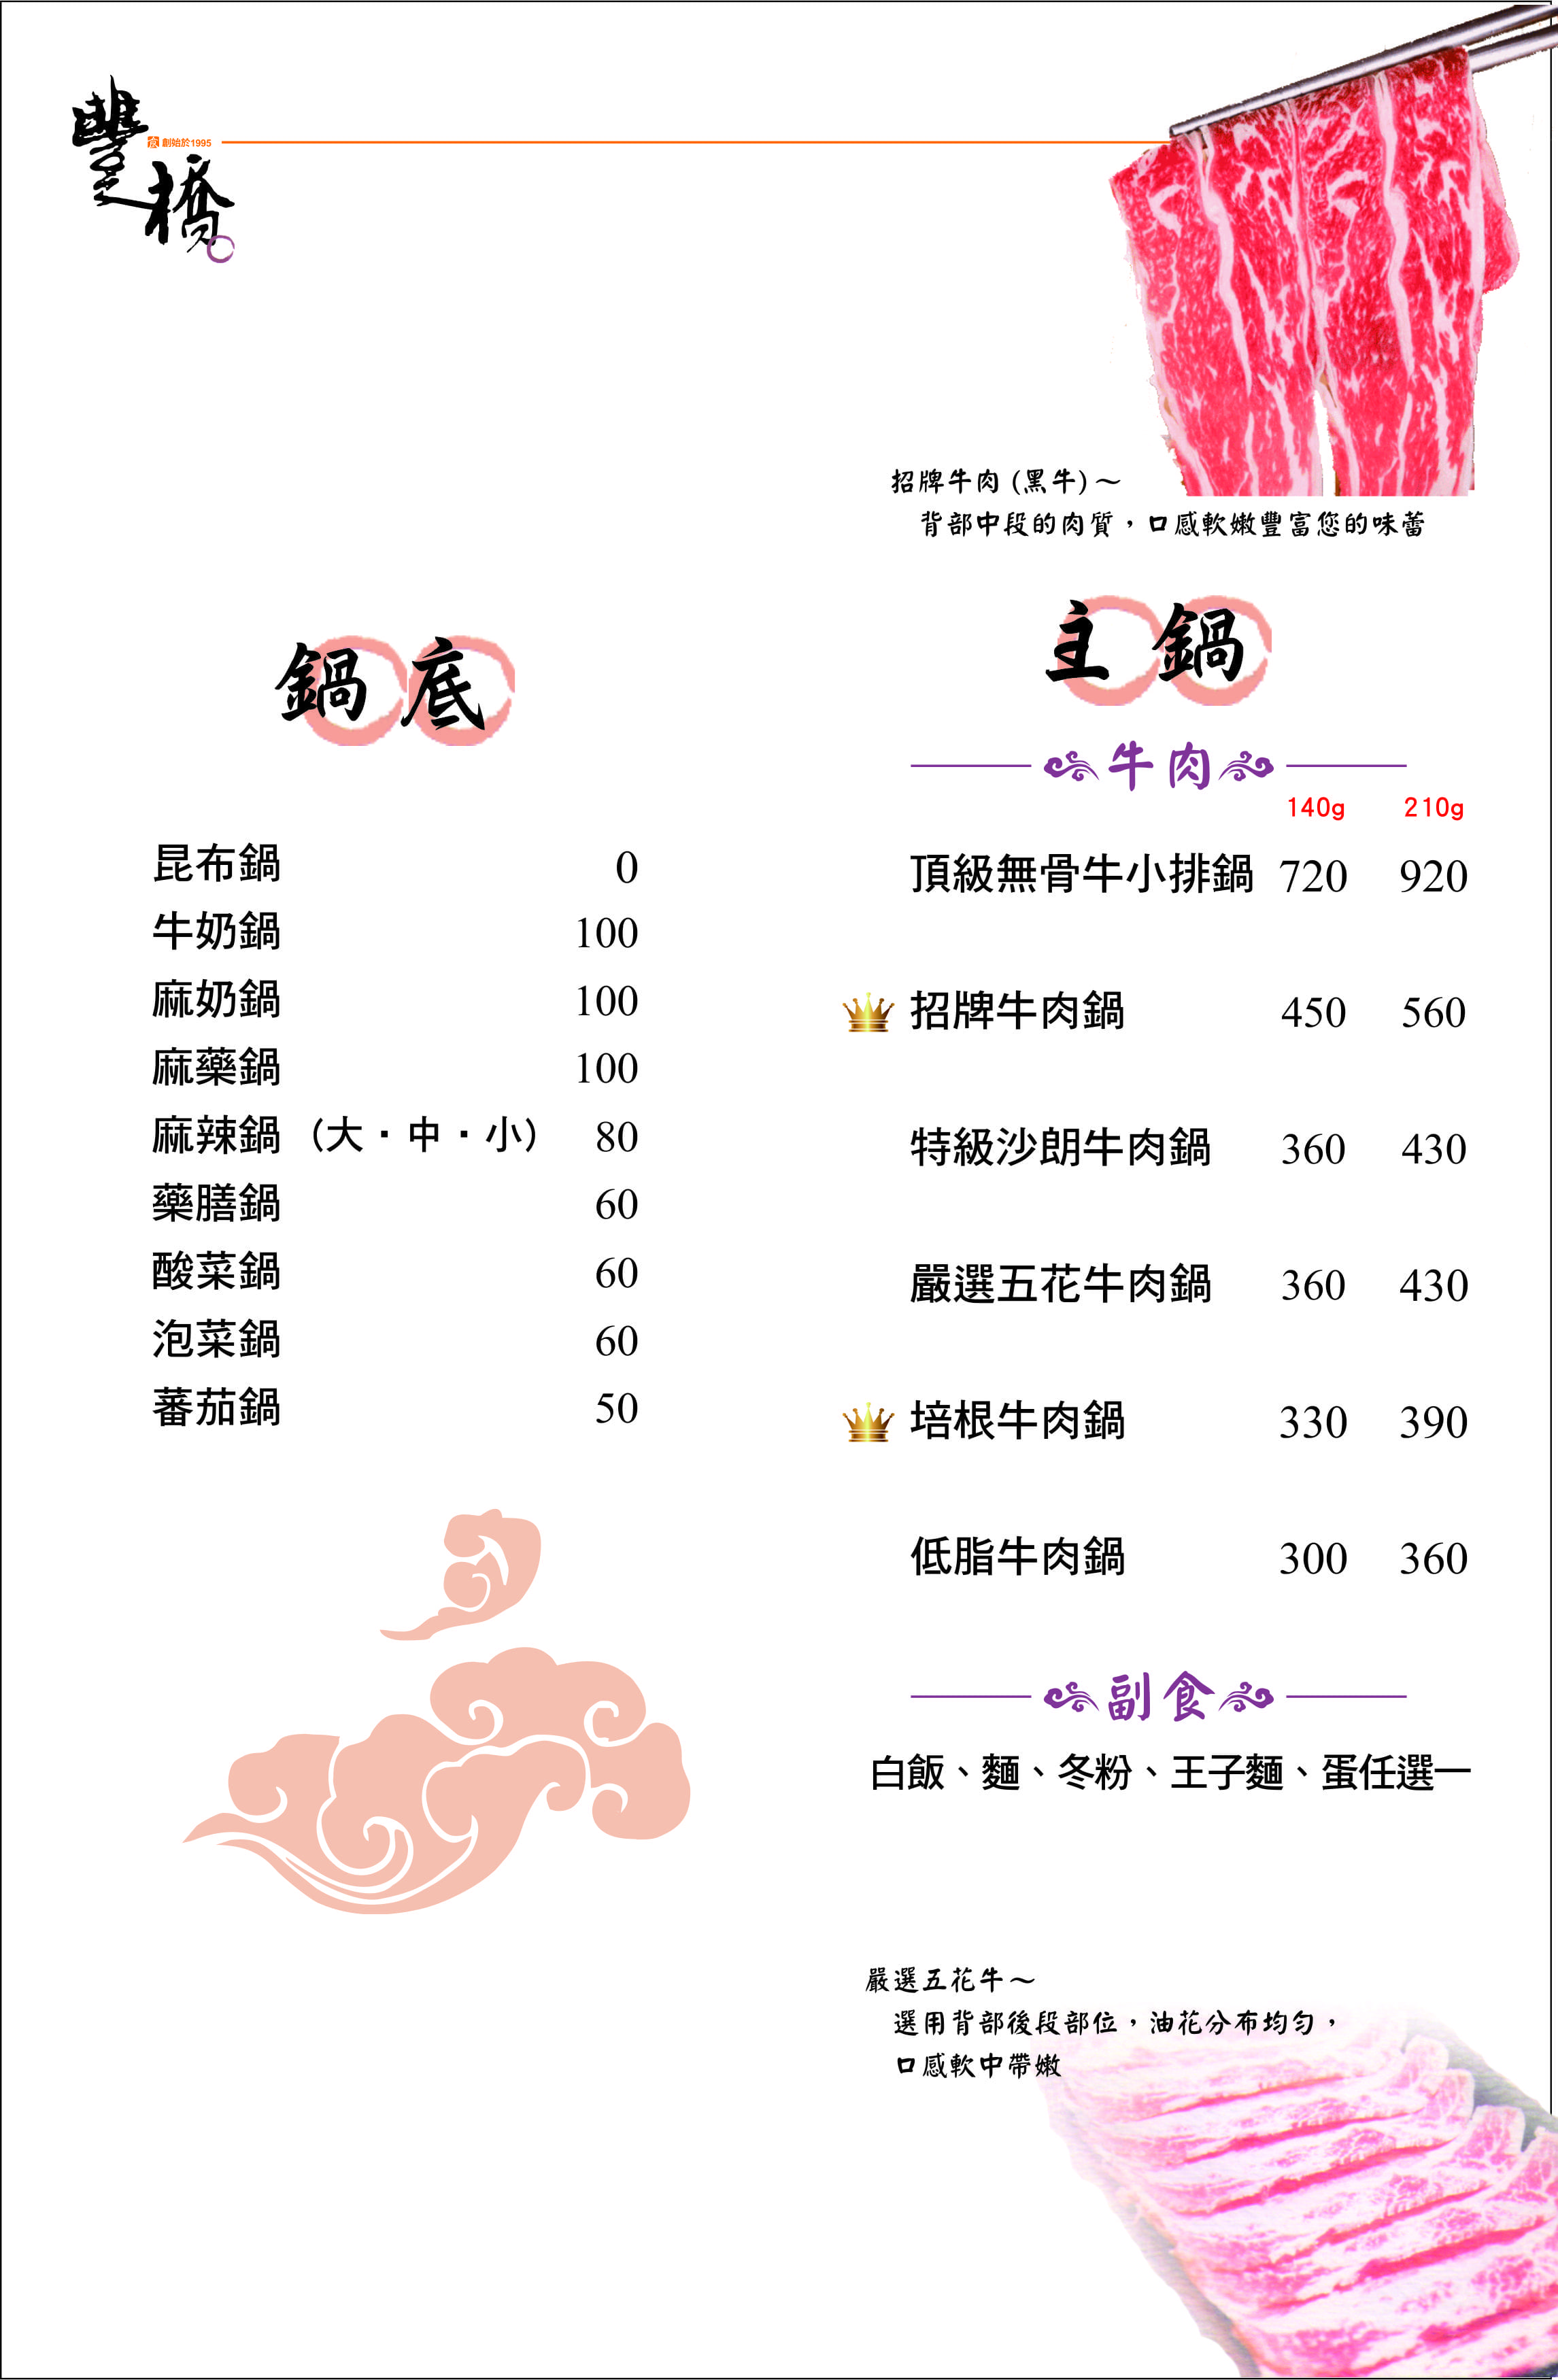 豐橋
創始於1995
招牌牛肉(黑牛)～
背部中段的肉質，口感軟嫩豐富您的味蕾
鍋底
昆布鍋 0
牛奶鍋 100
麻奶鍋 100
麻藥鍋 100
麻辣鍋（大・中・小） 80
藥膳鍋 60
酸菜鍋 60
泡菜鍋 60
蕃茄鍋 50
主鍋
牛肉
140g 210g
頂級無骨牛小排鍋 720 920
招牌牛肉鍋 450 560
特級沙朗牛肉鍋 360 430
嚴選五花牛肉鍋 360 430
培根牛肉鍋 330 390
低脂牛肉鍋 300 360
副食
白飯、麵、冬粉、王子麵、蛋任選一
嚴選五花牛～
選用背部後段部位，油花分布均勻，
口感軟中帶嫩